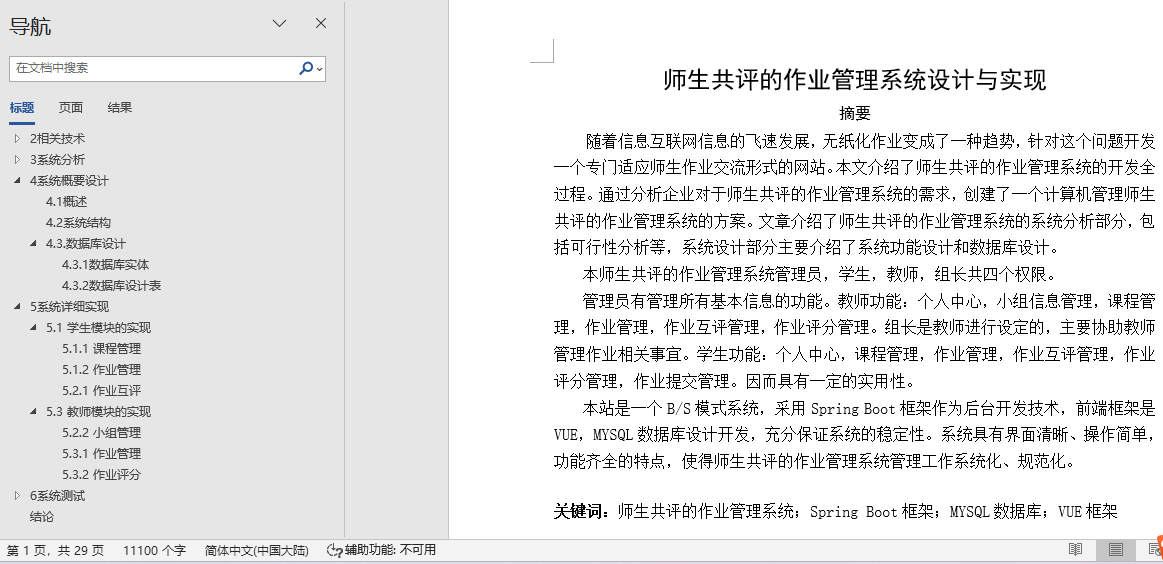 导航
在文档中搜索
标题 页面 结果
2相关技术
3系统分析
4系统概要设计
4.1概述
4.2系统结构
4.3.数据库设计
4.3.1数据库实体
4.3.2数据库设计表
5系统详细实现
5.1 学生模块的实现
5.1.1 课程管理
5.1.2 作业管理
5.2.1 作业互评
5.3 教师模块的实现
5.2.2 小组管理
5.3.1 作业管理
5.3.2 作业评分
6系统测试
结论
师生共评的作业管理系统设计与实现
摘要
随着信息互联网信息的飞速发展，无纸化作业变成了一种趋势，针对这个问题开发
一个专门适应师生作业交流形式的网站。本文介绍了师生共评的作业管理系统的开发全
过程。通过分析企业对于师生共评的作业管理系统的需求，创建了一个计算机管理师生
共评的作业管理系统的方案。文章介绍了师生共评的作业管理系统的系统分析部分，包
括可行性分析等，系统设计部分主要介绍了系统功能设计和数据库设计。
本师生共评的作业管理系统管理员，学生，教师，组长共四个权限。
管理员有管理所有基本信息的功能。教师功能：个人中心，小组信息管理，课程管
理，作业管理，作业互评管理，作业评分管理。组长是教师进行设定的，主要协助教师
管理作业相关事宜。学生功能：个人中心，课程管理，作业管理，作业互评管理，作业
评分管理，作业提交管理。因而具有一定的实用性。
本站是一个 B/S 模式系统，采用 Spring Boot 框架作为后台开发技术，前端框架是
VUE，MYSQL 数据库设计开发，充分保证系统的稳定性。系统具有界面清晰、操作简单，
功能齐全的特点，使得师生共评的作业管理系统管理工作系统化、规范化。
关键词：师生共评的作业管理系统；Spring Boot 框架；MYSQL 数据库；VUE 框架
第 1 页，共 29 页 11100 个字 简体中文(中国大陆) 辅助功能: 不可用